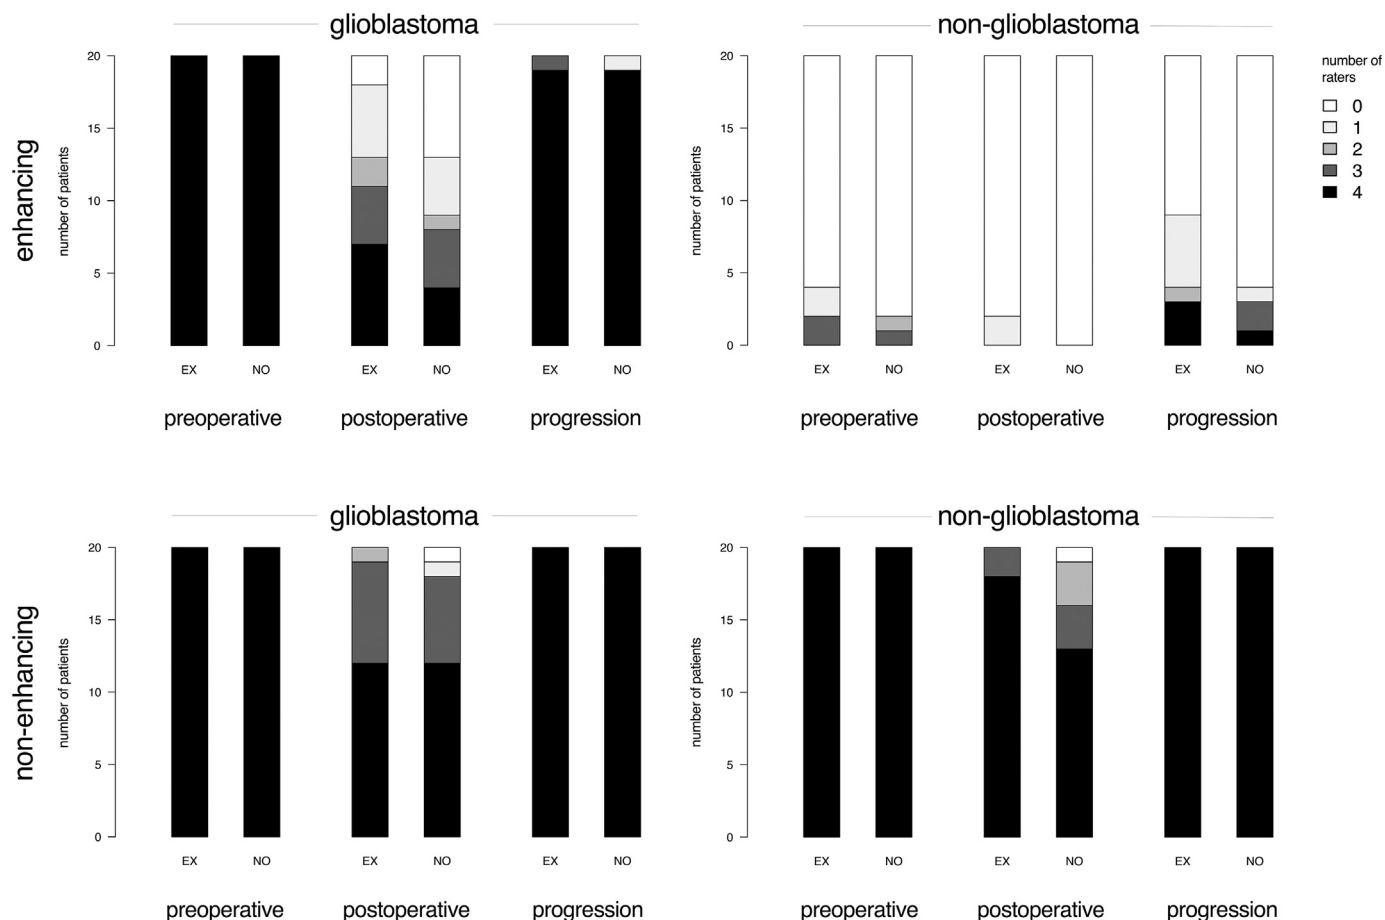 glioblastoma
non-glioblastoma
number of
raters
0
1
2
3
4
enhancing
number of patients
20
15
10
5
0
EX NO EX NO EX NO
preoperative postoperative progression
number of patients
20
15
10
5
0
EX NO EX NO EX NO
preoperative postoperative progression
glioblastoma
non-glioblastoma
non-enhancing
number of patients
20
15
10
5
0
EX NO EX NO EX NO
preoperative postoperative progression
number of patients
20
15
10
5
0
EX NO EX NO EX NO
preoperative postoperative progression